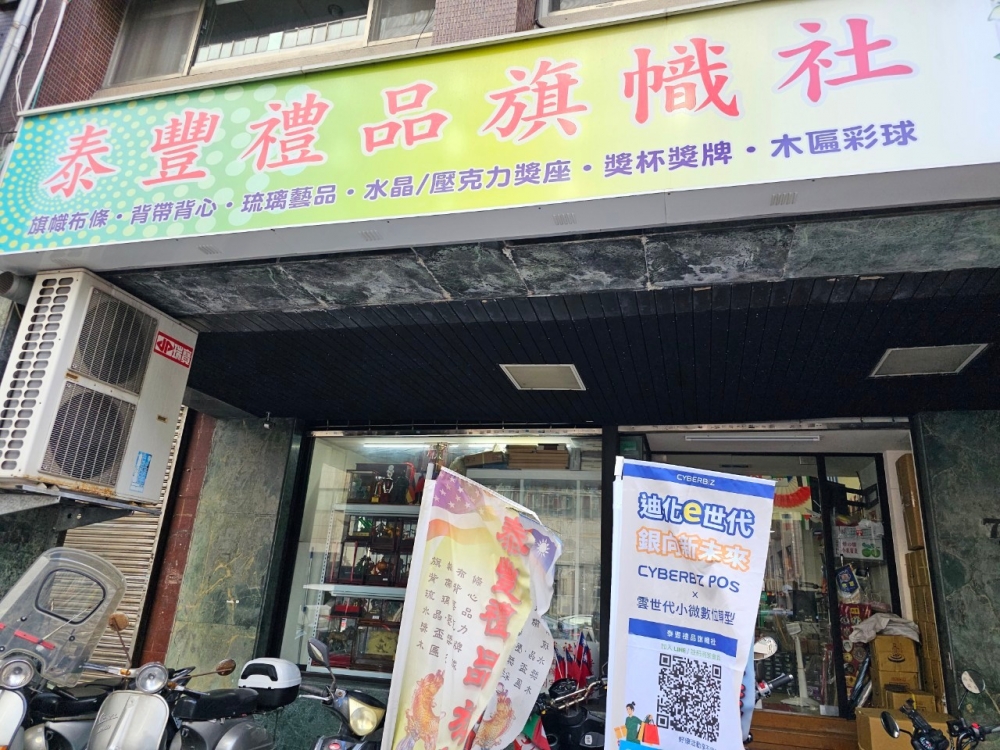 泰豐禮品旗幟社
旗幟布條・背帶背心・琉璃藝品・水晶/壓克力獎座・獎杯獎牌・木匾彩球
CYBERBIZ
迪化e世代
銀向新未來
CYBERBIZ POS
×
雲世代小微數位轉型
泰豐禮品旗幟社